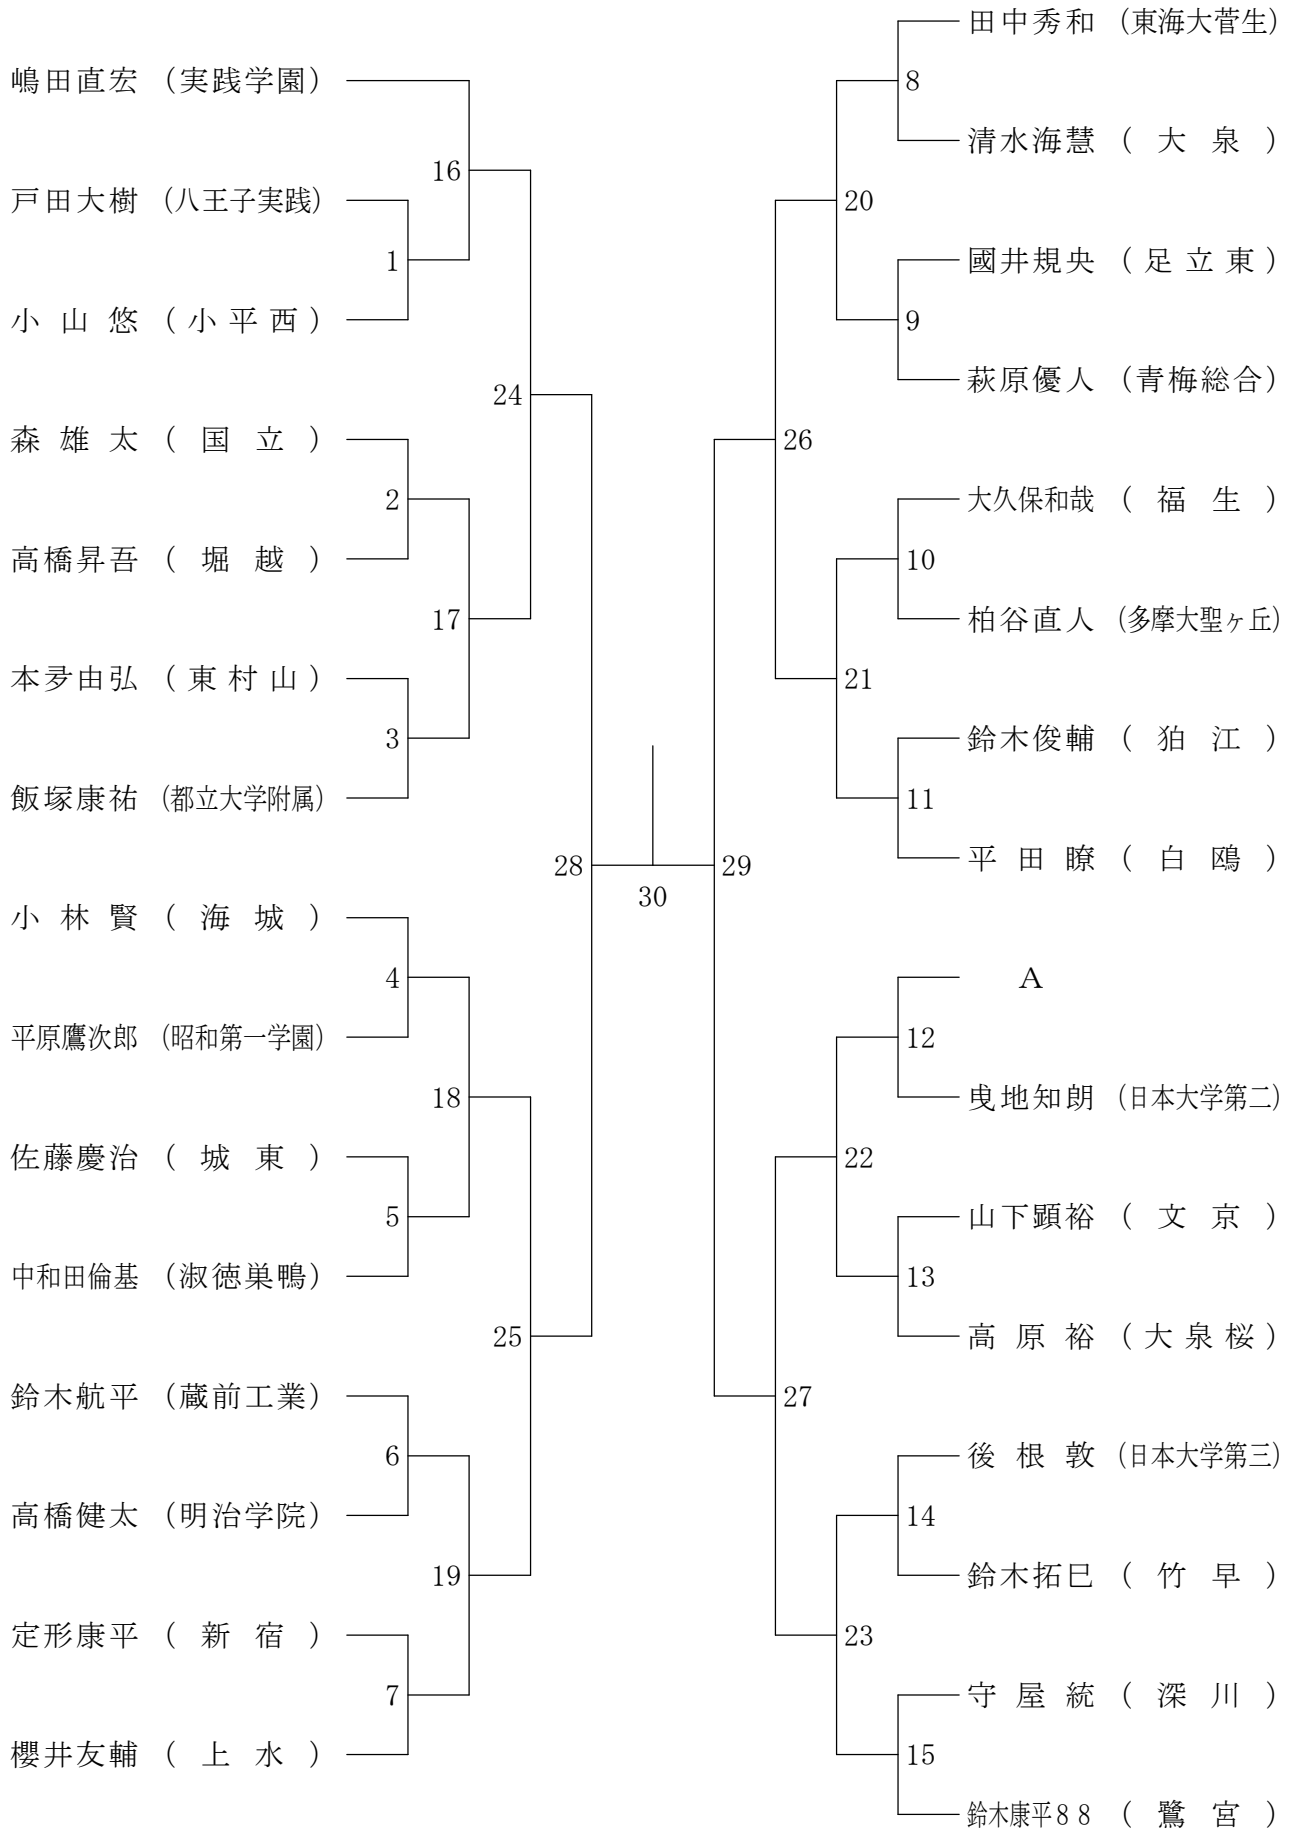 嶋田直宏 (実践学園)
16
戸田大樹 (八王子実践)
1
小山悠 (小平西)
24
森雄太 (国立)
2
高橋昇吾 (堀越)
17
本多由弘 (東村山)
3
飯塚康祐 (都立大学附属)
28
小林賢 (海城)
4
平原鷹次郎 (昭和第一学園)
18
佐藤慶治 (城東)
5
中和田倫基 (淑徳巣鴨)
25
鈴木航平 (蔵前工業)
6
高橋健太 (明治学院)
19
定形康平 (新宿)
7
櫻井友輔 (上水)
30
田中秀和 (東海大菅生)
8
清水海慧 (大泉)
20
國井規央 (足立東)
9
萩原優人 (青梅総合)
26
大久保和哉 (福生)
10
柏谷直人 (多摩大聖ヶ丘)
21
鈴木俊輔 (狛江)
11
平田瞭 (白鴎)
29
A
12
曵地知朗 (日本大学第二)
22
山下顕裕 (文京)
13
高原裕 (大泉桜)
27
後根敦 (日本大学第三)
14
鈴木拓巳 (竹早)
23
守屋統 (深川)
15
鈴木康平88 (鷺宮)